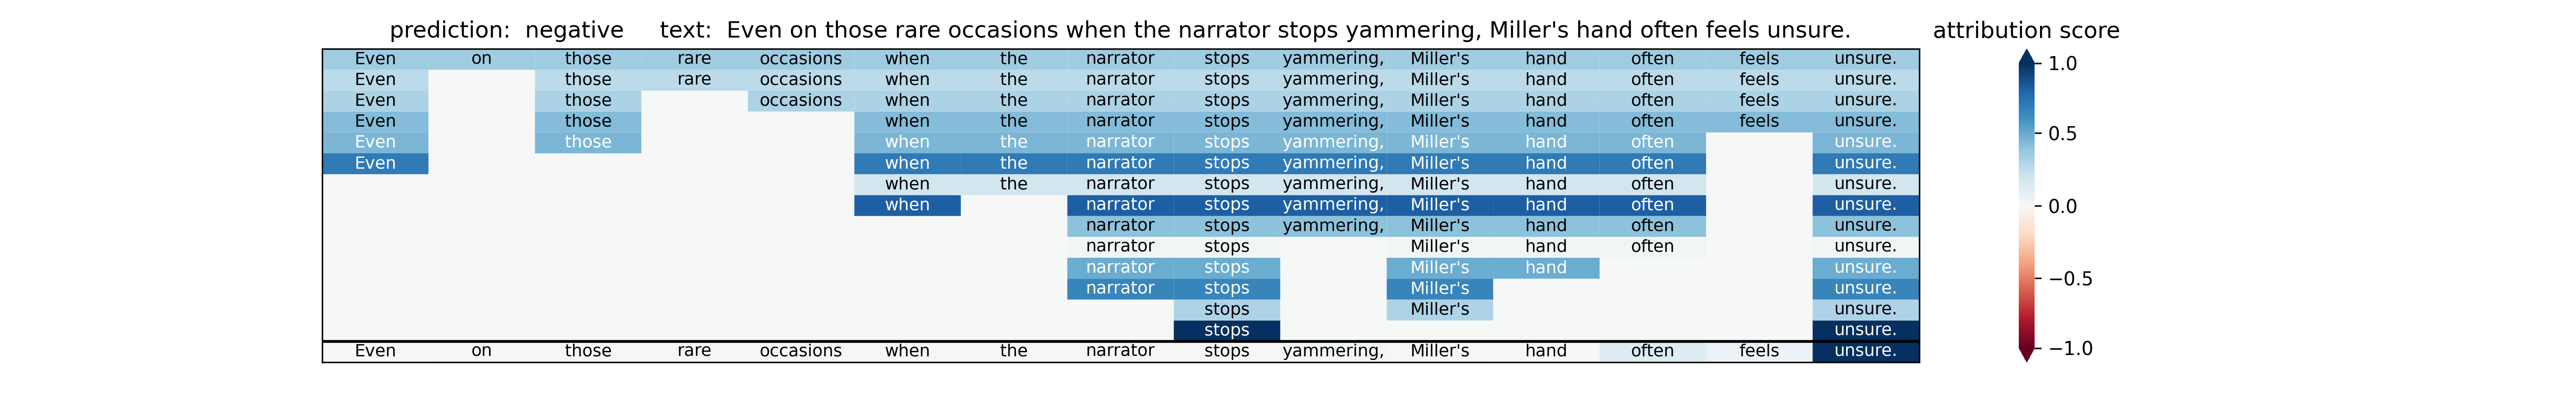 prediction:  negative     text:  Even on those rare occasions when the narrator stops yammering, Miller's hand often feels unsure.     attribution score
Even on those rare occasions when the narrator stops yammering, Miller's hand often feels unsure.
Even those rare occasions when the narrator stops yammering, Miller's hand often feels unsure.
Even those occasions when the narrator stops yammering, Miller's hand often feels unsure.
Even those when the narrator stops yammering, Miller's hand often feels unsure.
Even those when the narrator stops yammering, Miller's hand often unsure.
Even when the narrator stops yammering, Miller's hand often unsure.
when the narrator stops yammering, Miller's hand often unsure.
when narrator stops yammering, Miller's hand often unsure.
narrator stops yammering, Miller's hand often unsure.
narrator stops Miller's hand often unsure.
narrator stops Miller's hand unsure.
narrator stops Miller's unsure.
stops Miller's unsure.
stops unsure.
Even on those rare occasions when the narrator stops yammering, Miller's hand often feels unsure.
1.0
0.5
0.0
−0.5
−1.0